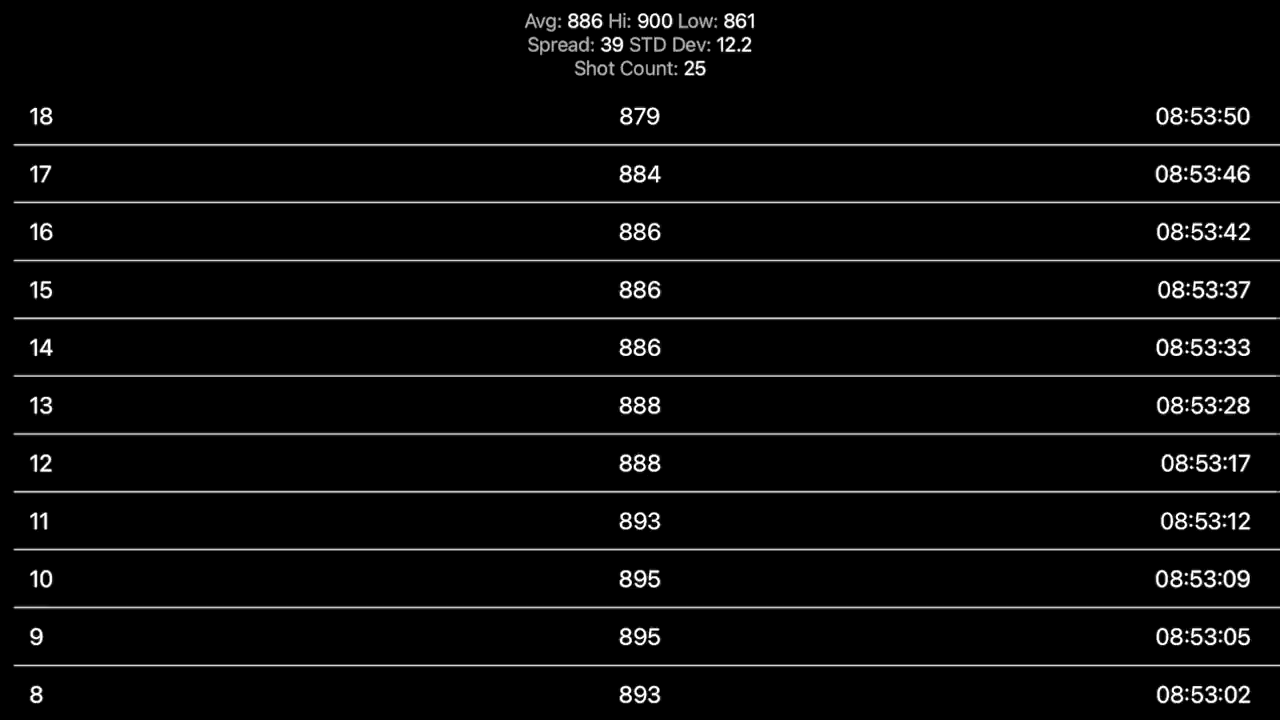 Avg: 886 Hi: 900 Low: 861
Spread: 39 STD Dev: 12.2
Shot Count: 25
18 879 08:53:50
17 884 08:53:46
16 886 08:53:42
15 886 08:53:37
14 886 08:53:33
13 888 08:53:28
12 888 08:53:17
11 893 08:53:12
10 895 08:53:09
9 895 08:53:05
8 893 08:53:02